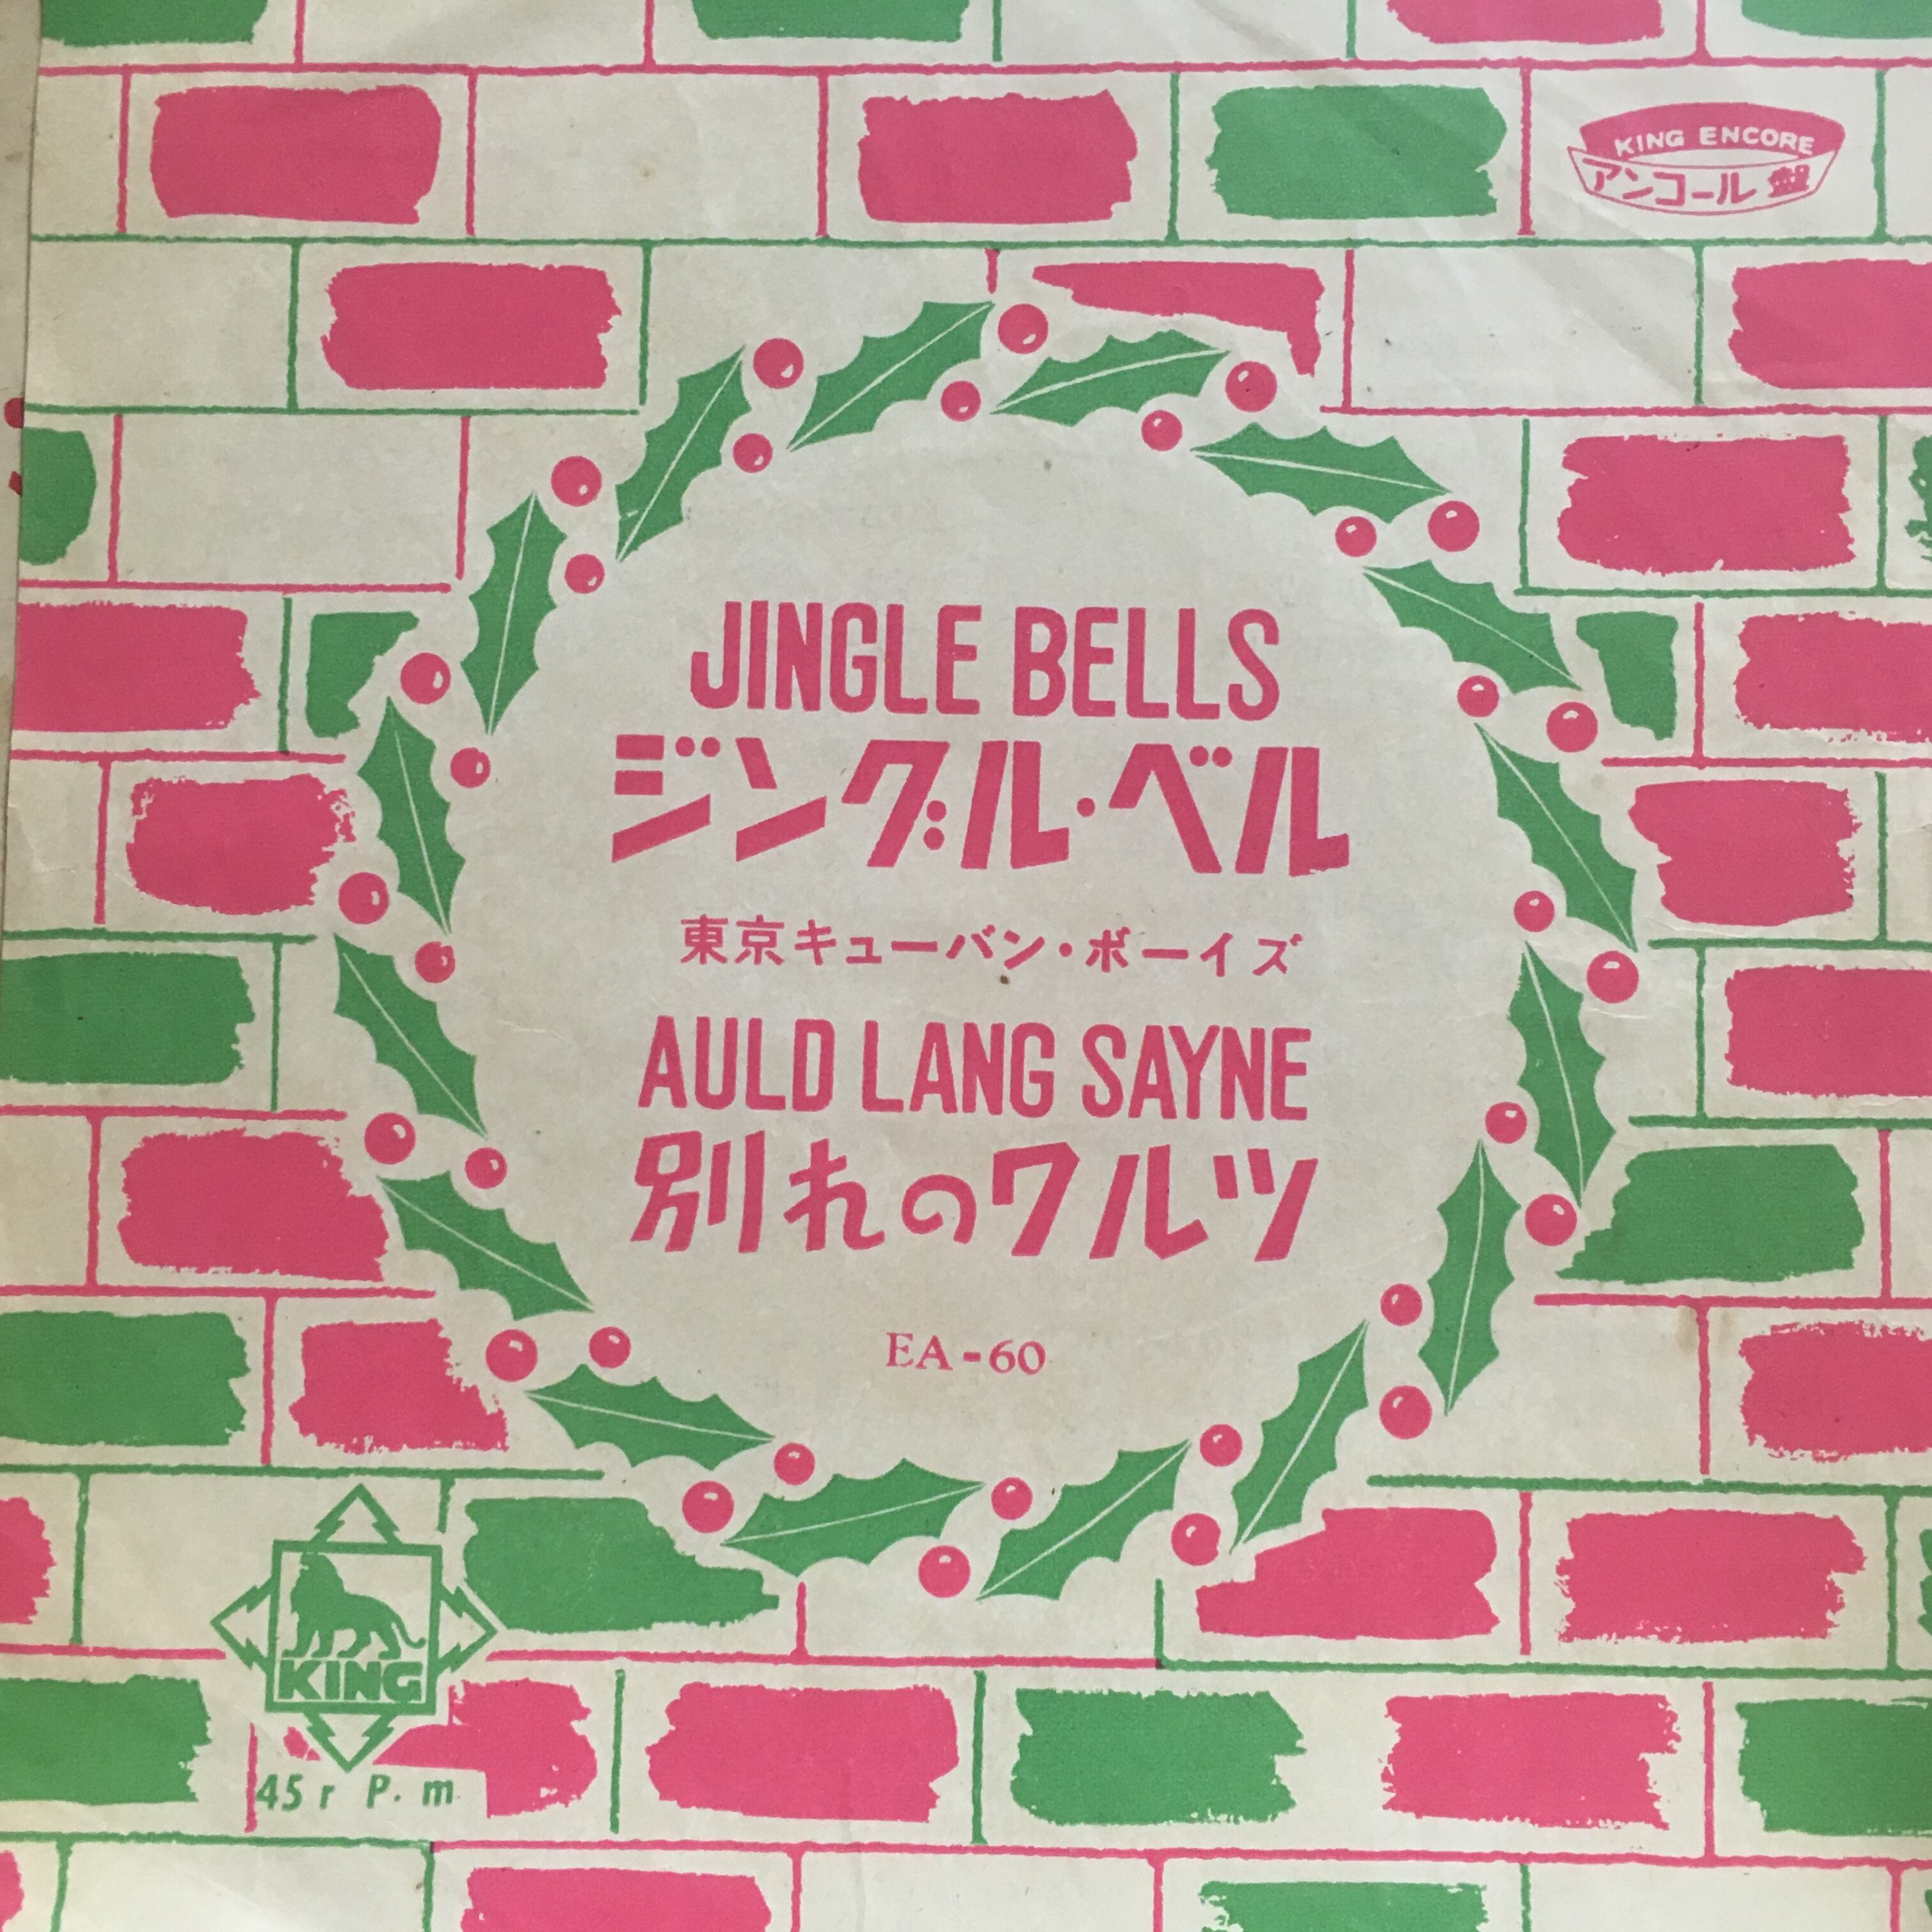 KING ENCORE
アンコール盤
JINGLE BELLS
ジングル・ベル
東京キューバン・ボーイズ
AULD LANG SAYNE
別れのワルツ
EA-60
KING
45 r P. m